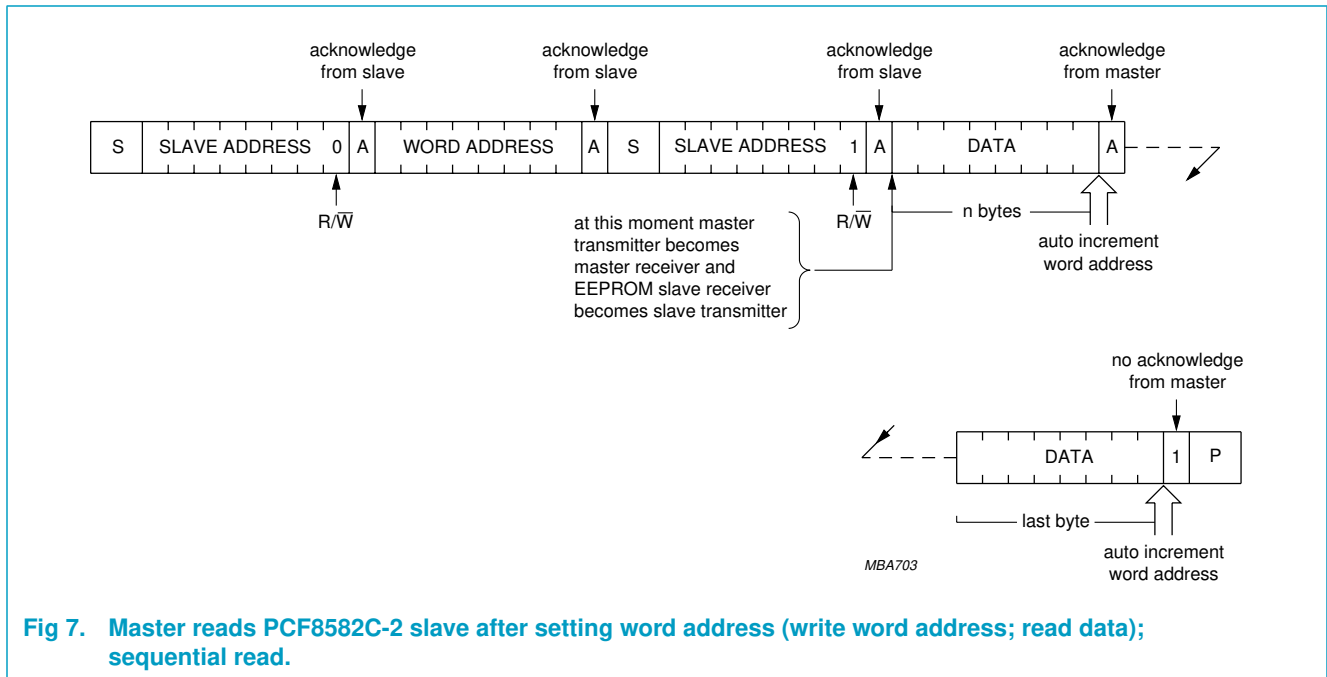 acknowledge
from slave
acknowledge
from slave
acknowledge
from slave
acknowledge
from master
S SLAVE ADDRESS 0 A WORD ADDRESS A S SLAVE ADDRESS 1 A DATA A
R/W̅
R/W̅
n bytes
at this moment master
transmitter becomes
master receiver and
EEPROM slave receiver
becomes slave transmitter
auto increment
word address
no acknowledge
from master
DATA 1 P
last byte
auto increment
word address
MBA703
Fig 7. Master reads PCF8582C-2 slave after setting word address (write word address; read data);
sequential read.